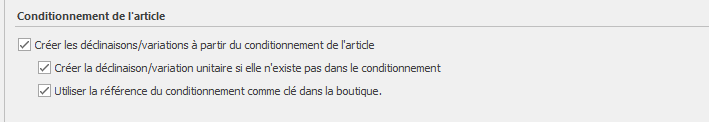 Conditionnement de l'article
Créer les déclinaisons/variations à partir du conditionnement de l'article
Créer la déclinaison/variation unitaire si elle n'existe pas dans le conditionnement
Utiliser la référence du conditionnement comme clé dans la boutique.